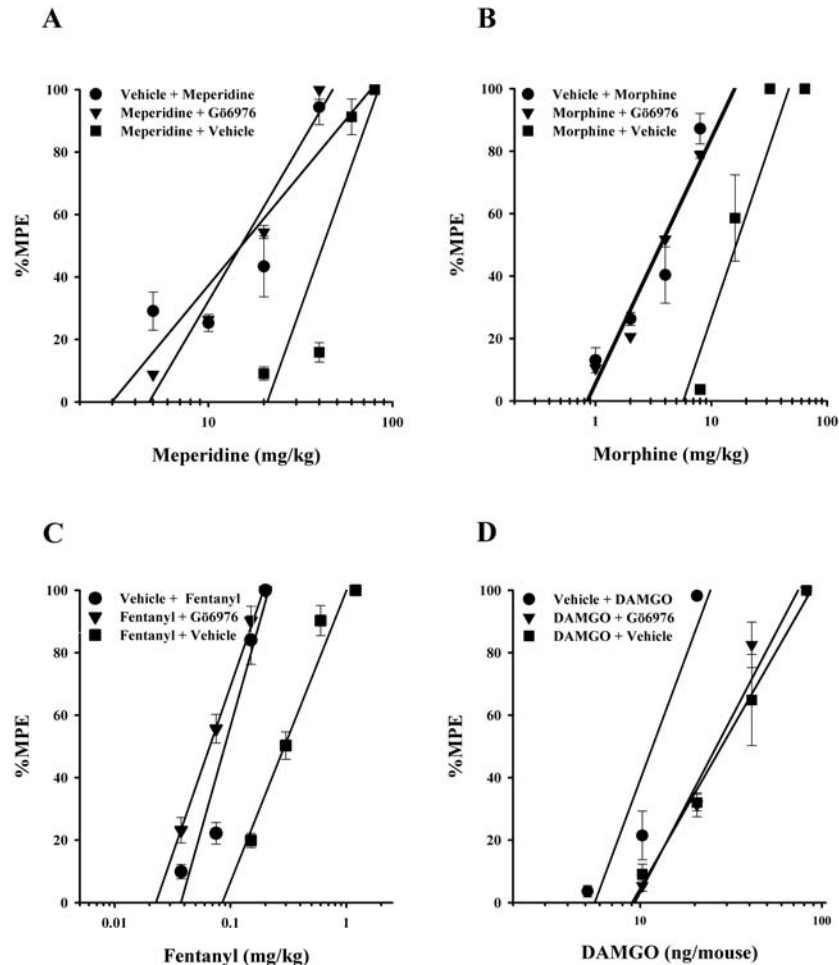 A
100
80
60
40
20
0
%MPE
Vehicle + Meperidine
Meperidine + Gö6976
Meperidine + Vehicle
10
100
Meperidine (mg/kg)
B
100
80
60
40
20
0
%MPE
Vehicle + Morphine
Morphine + Gö6976
Morphine + Vehicle
1
10
100
Morphine (mg/kg)
C
100
80
60
40
20
0
%MPE
Vehicle + Fentanyl
Fentanyl + Gö6976
Fentanyl + Vehicle
0.01
0.1
1
Fentanyl (mg/kg)
D
100
80
60
40
20
0
%MPE
Vehicle + DAMGO
DAMGO + Gö6976
DAMGO + Vehicle
10
100
DAMGO (ng/mouse)